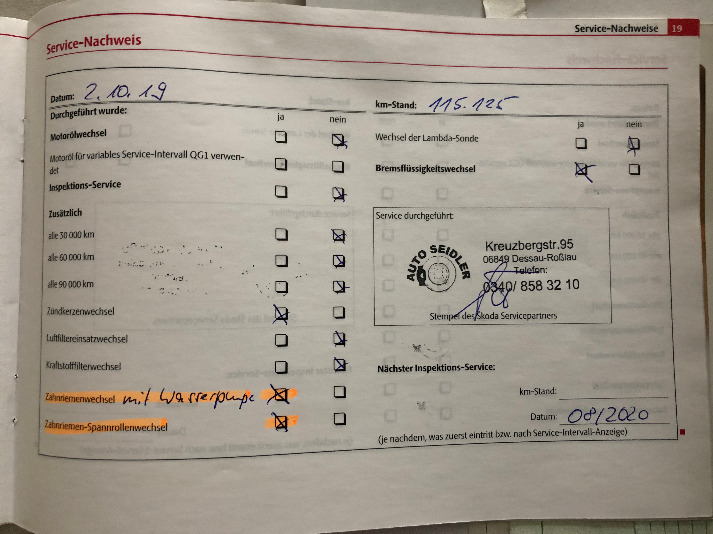 Service-Nachweise 19
Service-Nachweis
Datum: 2.10.19
Durchgeführt wurde:
ja nein
Motorölwechsel
Motoröl für variables Service-Intervall QG1 verwen-
det
Inspektions-Service
Zusätzlich
alle 30 000 km
alle 60 000 km
alle 90 000 km
Zündkerzenwechsel
Luftfiltereinsatzwechsel
Kraftstofffilterwechsel
Zahnriemenwechsel mit Wasserpumpe
Zahnriemen-Spannrollenwechsel
km-Stand: 115.125
ja nein
Wechsel der Lambda-Sonde
Bremsflüssigkeitswechsel
Service durchgeführt:
AUTO SEIDLER
Kreuzbergstr.95
06849 Dessau-Roßlau
Telefon:
0340/ 858 32 10
Stempel des Skoda Servicepartners
Nächster Inspektions-Service:
km-Stand:
Datum: 08/2020
(je nachdem, was zuerst eintritt bzw. nach Service-Intervall-Anzeige)